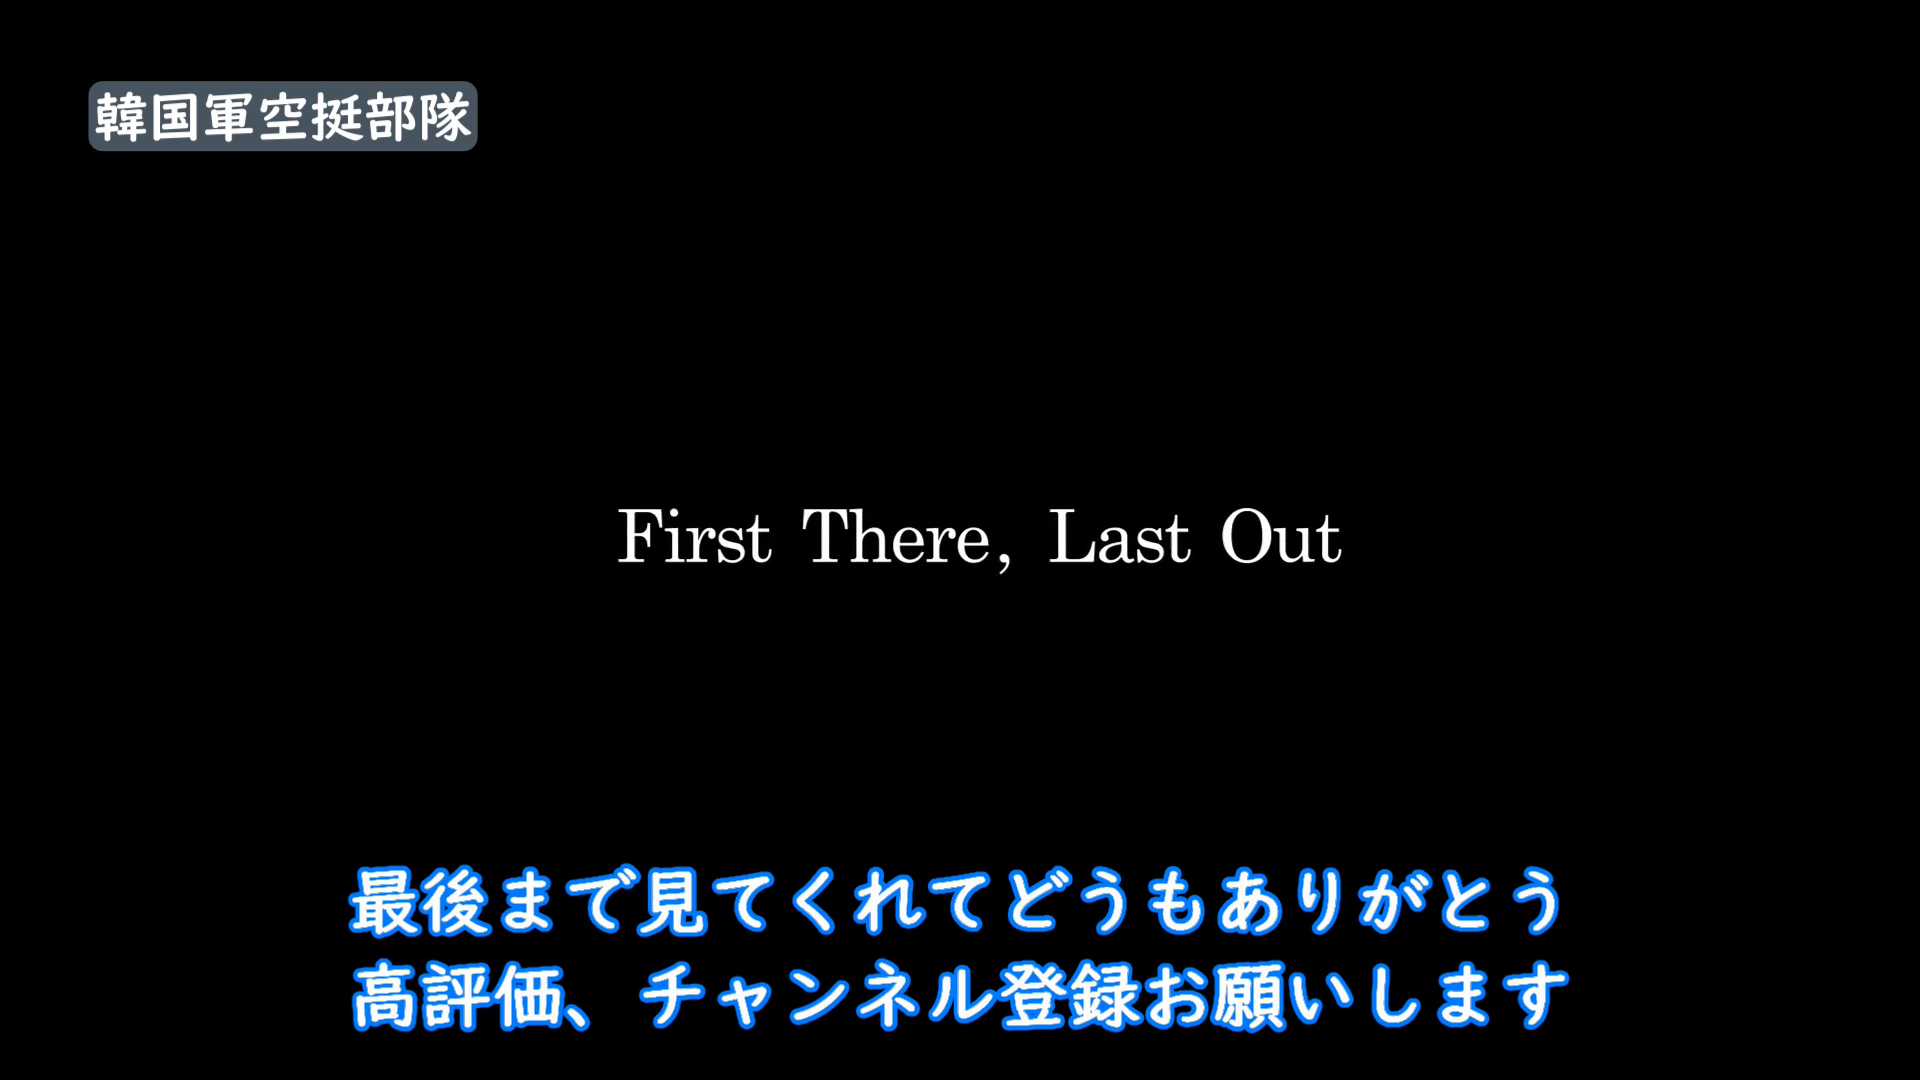 韓国軍空挺部隊
First There, Last Out
最後まで見てくれてどうもありがとう
高評価、チャンネル登録お願いします